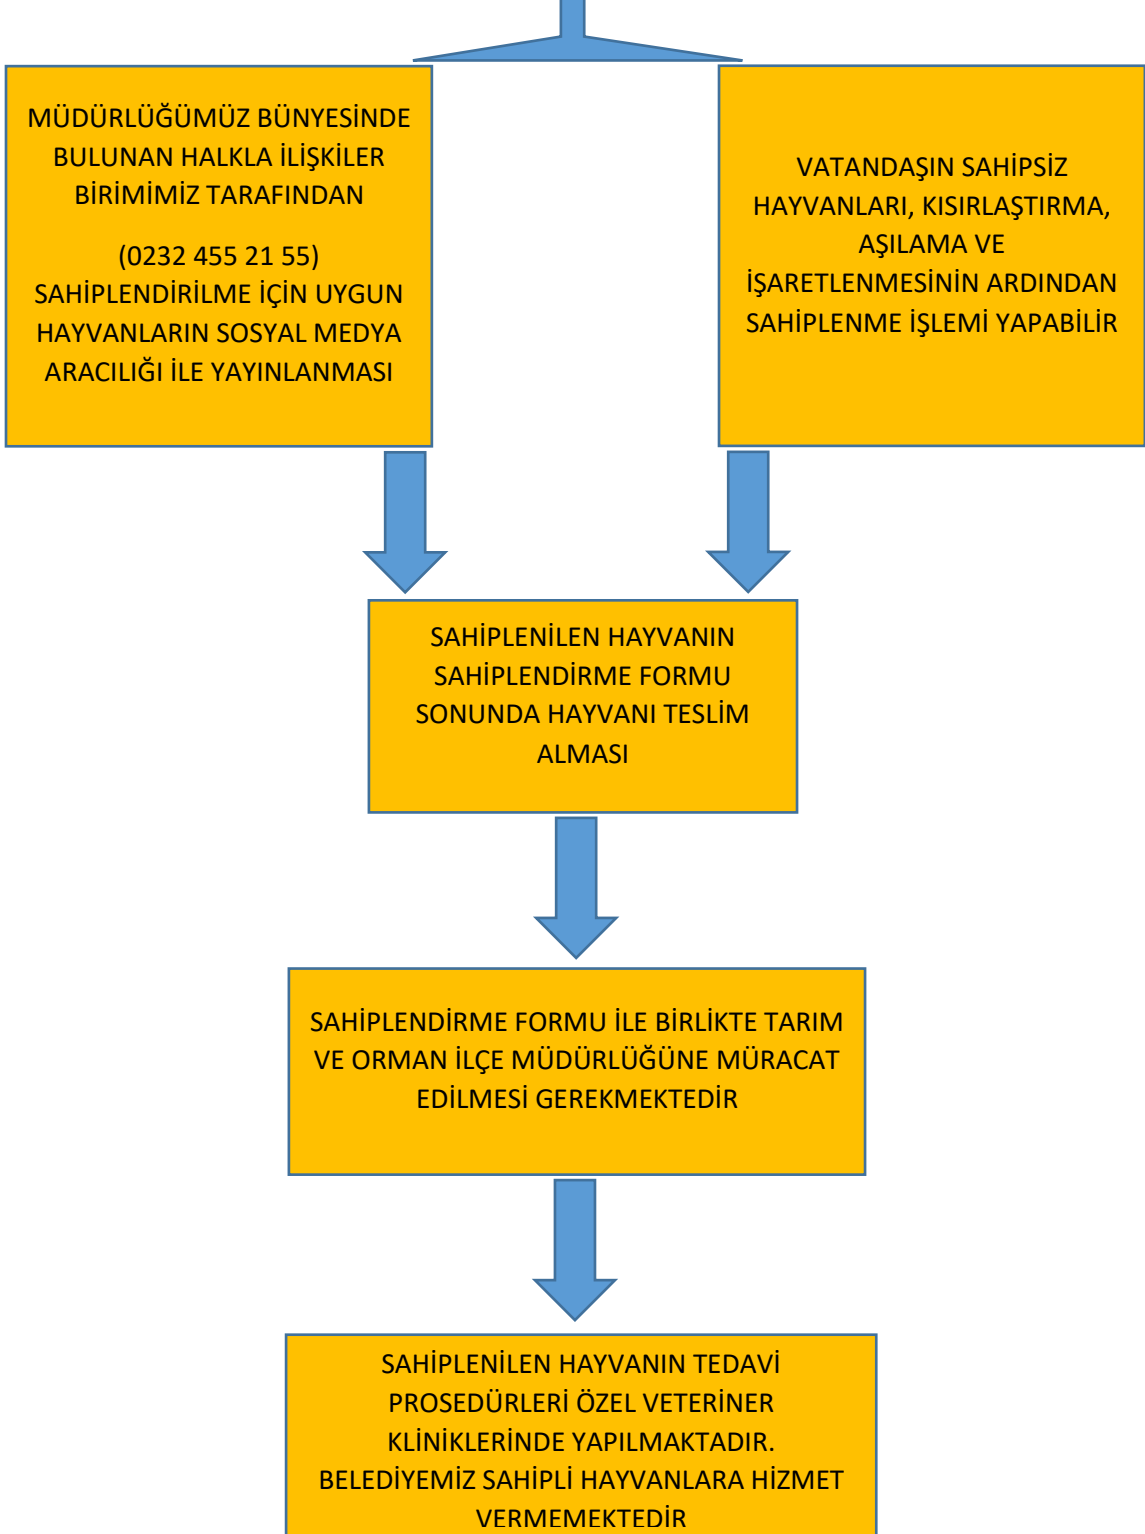 MÜDÜRLÜĞÜMÜZ BÜNYESİNDE
BULUNAN HALKLA İLİŞKİLER
BİRİMİMİZ TARAFINDAN
(0232 455 21 55)
SAHİPLENDİRİLME İÇİN UYGUN
HAYVANLARIN SOSYAL MEDYA
ARACILIĞI İLE YAYINLANMASI
VATANDAŞIN SAHİPSİZ
HAYVANLARI, KISIRLAŞTIRMA,
AŞILAMA VE
İŞARETLENMESİNİN ARDINDAN
SAHİPLENME İŞLEMİ YAPABİLİR
SAHİPLENİLEN HAYVANIN
SAHİPLENDİRME FORMU
SONUNDA HAYVANI TESLİM
ALMASI
SAHİPLENDİRME FORMU İLE BİRLİKTE TARIM
VE ORMAN İLÇE MÜDÜRLÜĞÜNE MÜRACAT
EDİLMESİ GEREKMEKTEDİR
SAHİPLENİLEN HAYVANIN TEDAVİ
PROSEDÜRLERİ ÖZEL VETERİNER
KLİNİKLERİNDE YAPILMAKTADIR.
BELEDİYEMİZ SAHİPLİ HAYVANLARA HİZMET
VERMEMEKTEDİR